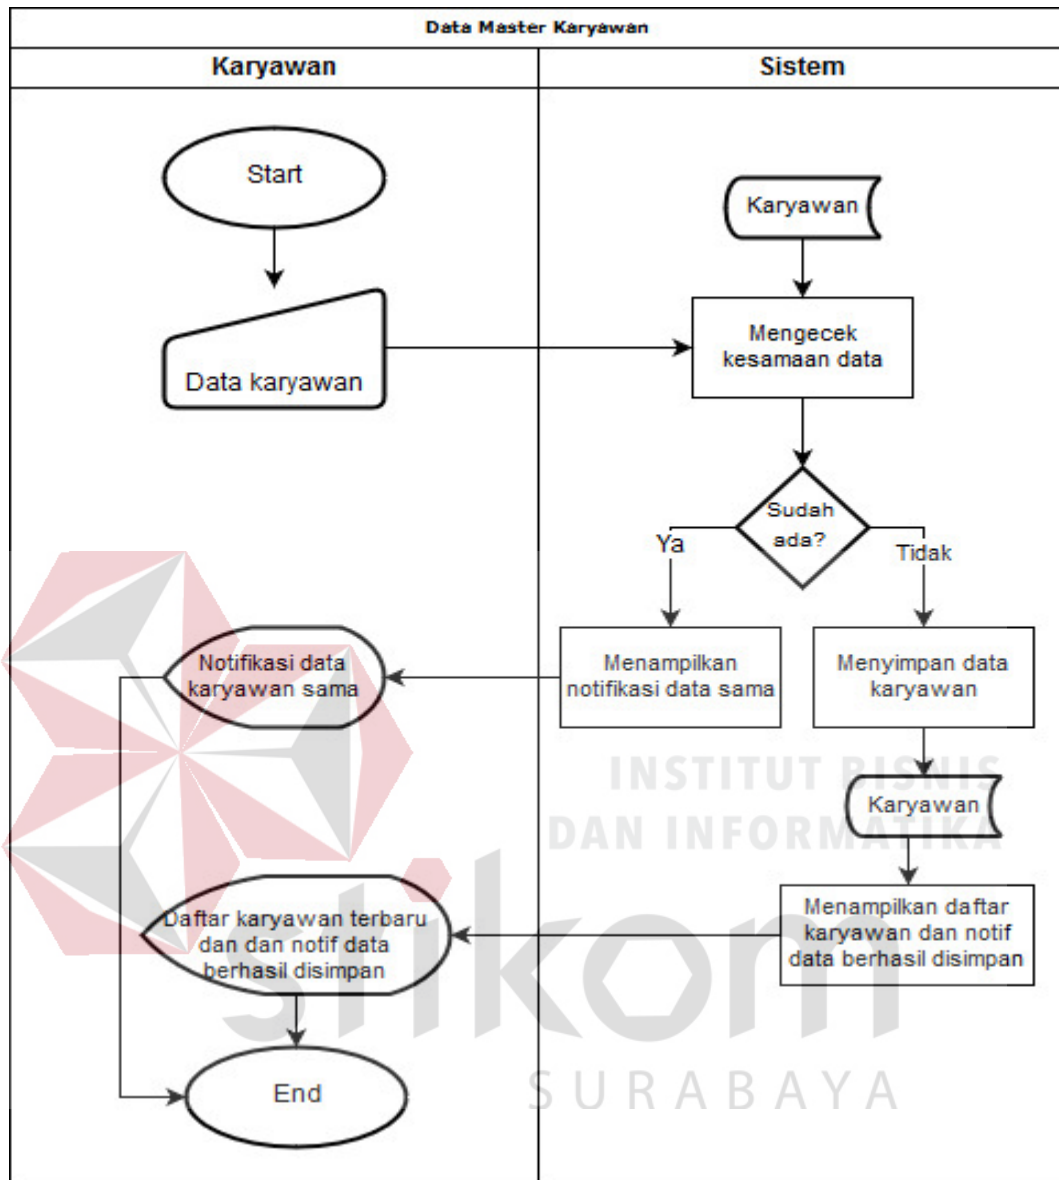 Data Master Karyawan
Karyawan
Sistem
Start
Karyawan
Data karyawan
Mengecek
kesamaan data
Sudah
ada?
Ya
Tidak
Notifikasi data
karyawan sama
Menampilkan
notifikasi data sama
Menyimpan data
karyawan
INSTITUT BISNIS
DAN INFORMATIKA
Karyawan
Daftar karyawan terbaru
dan dan notif data
berhasil disimpan
Menampilkan daftar
karyawan dan notif
data berhasil disimpan
stikom
SURABAYA
End